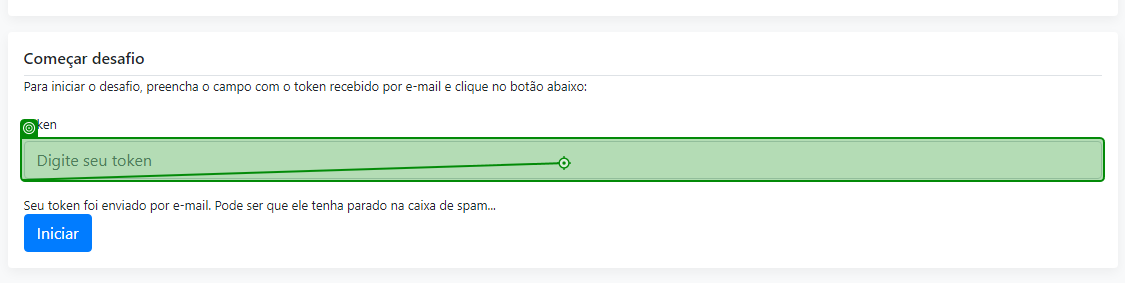 Começar desafio
Para iniciar o desafio, preencha o campo com o token recebido por e-mail e clique no botão abaixo:
ken
Digite seu token
Seu token foi enviado por e-mail. Pode ser que ele tenha parado na caixa de spam...
Iniciar